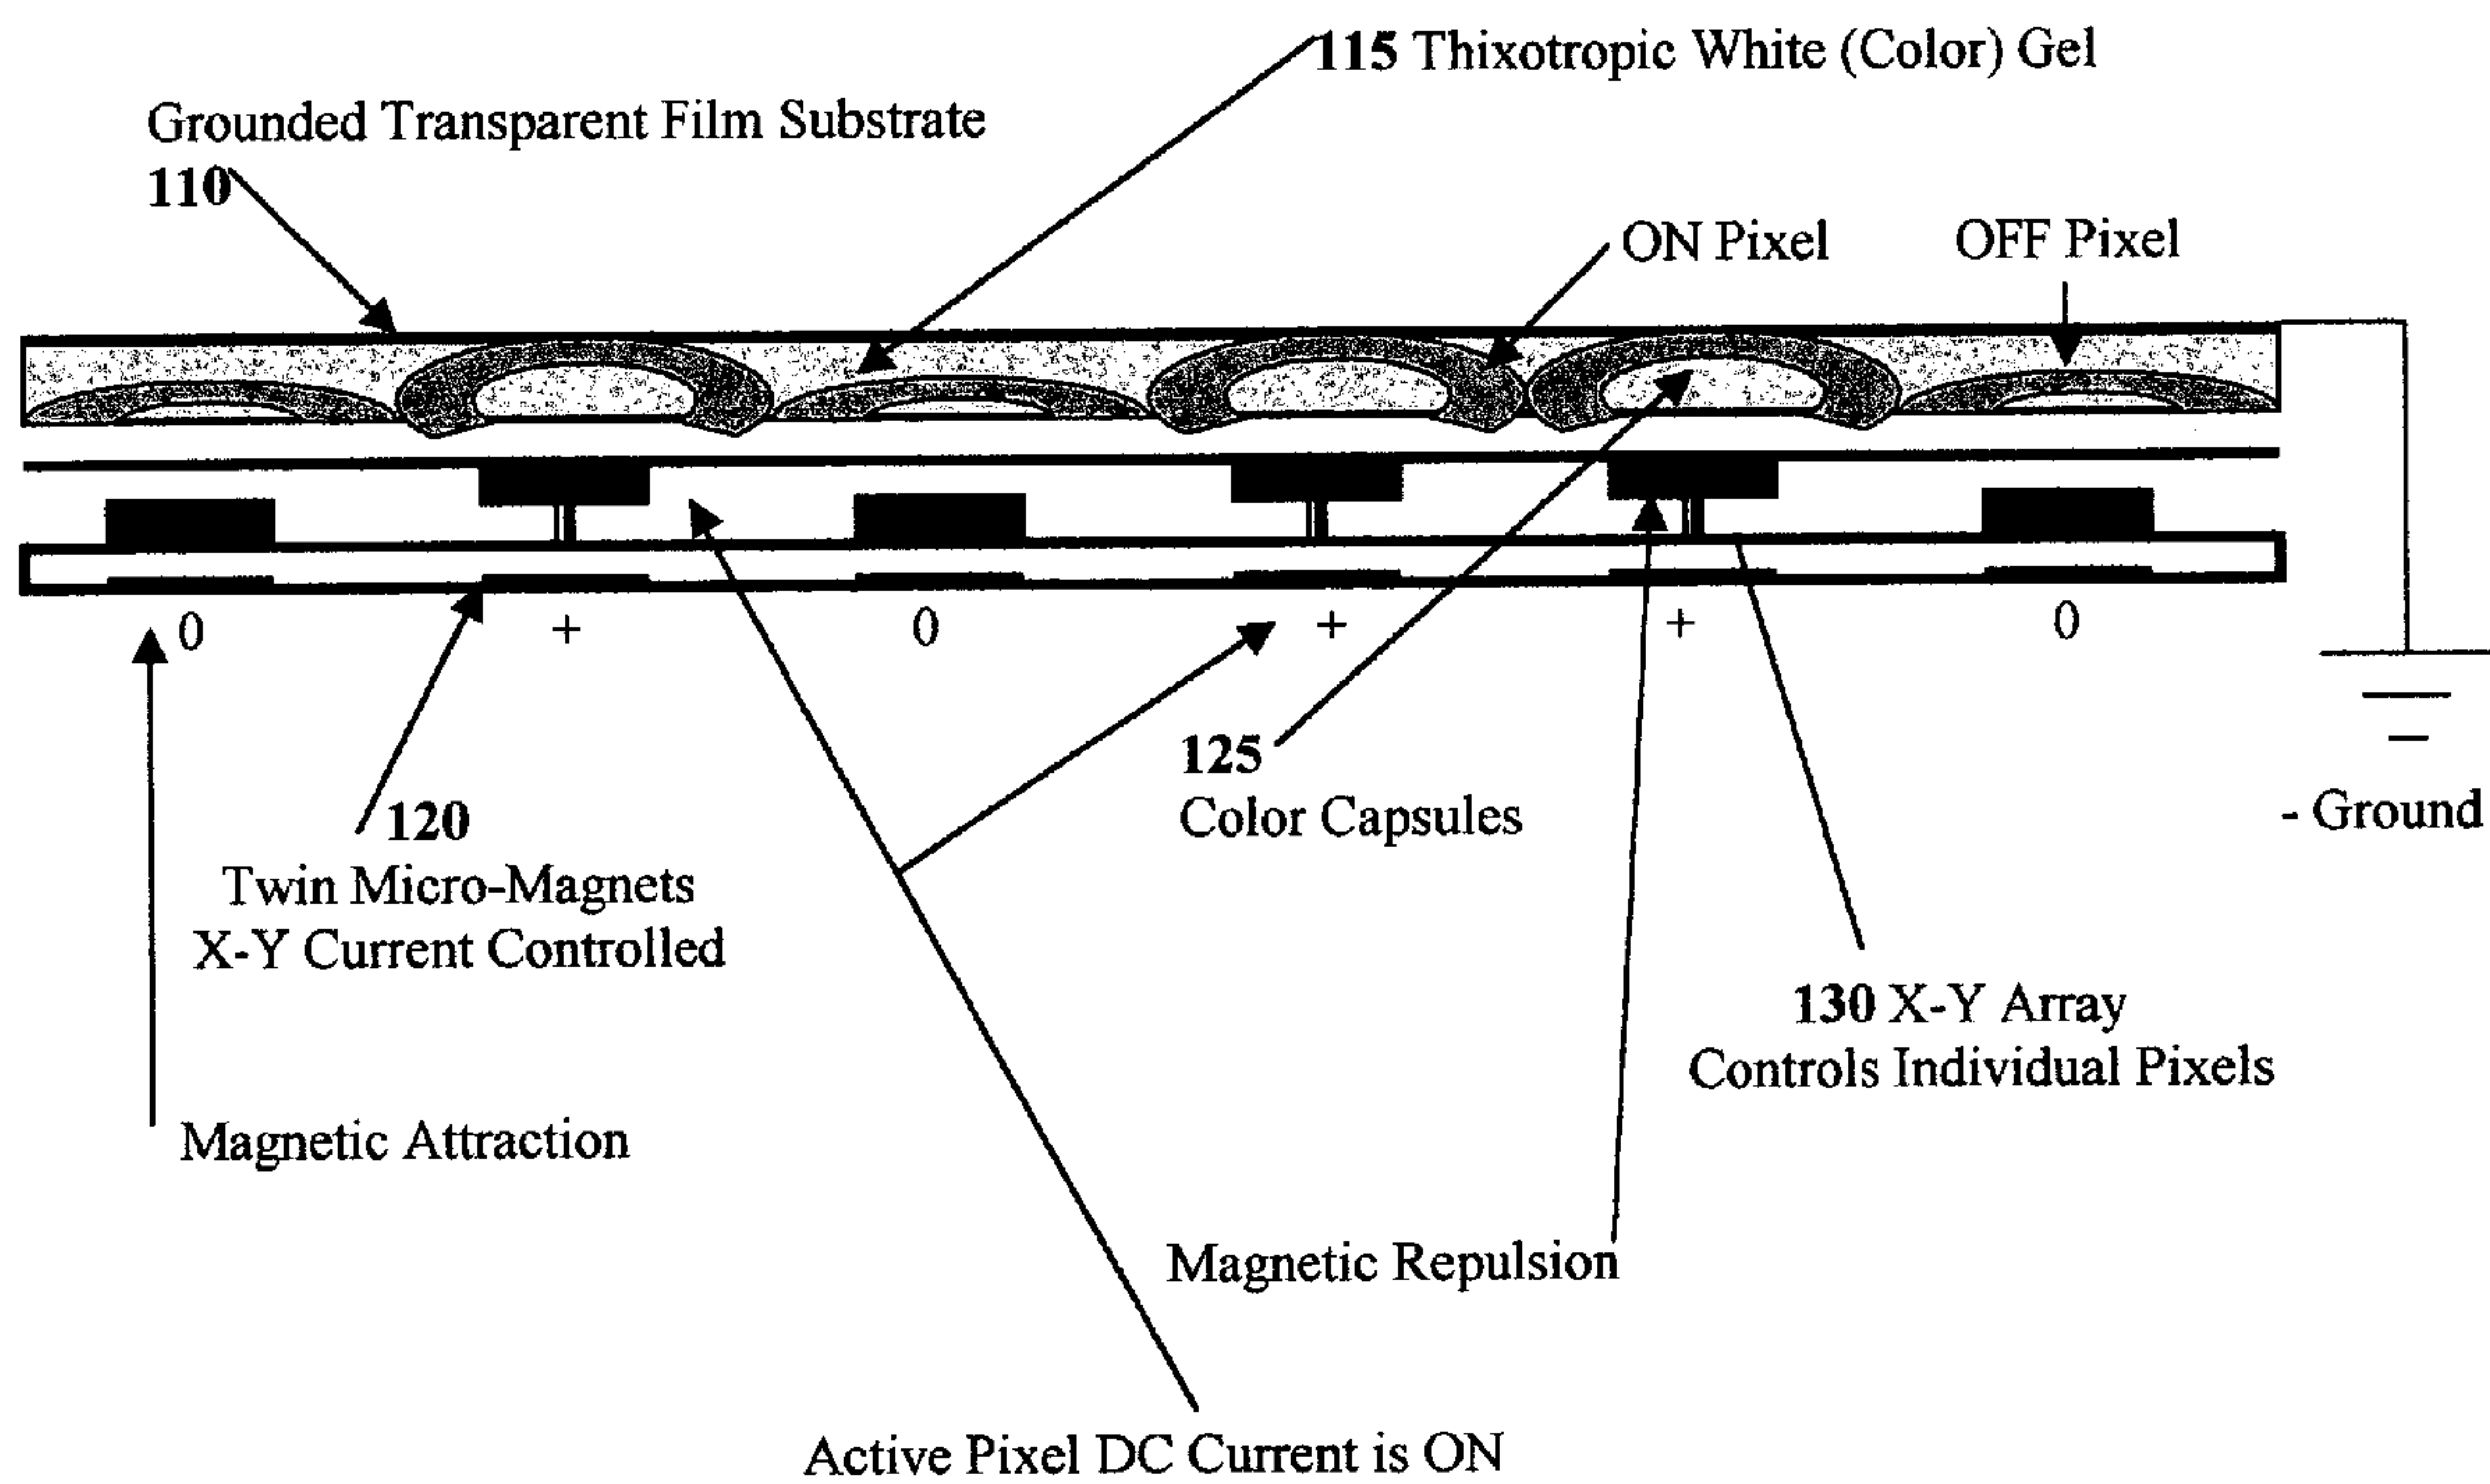 115 Thixotropic White (Color) Gel
Grounded Transparent Film Substrate
110
ON Pixel
OFF Pixel
0 + 0 + + 0
125
Color Capsules
120
Twin Micro-Magnets
X-Y Current Controlled
- Ground
130 X-Y Array
Controls Individual Pixels
Magnetic Attraction
Magnetic Repulsion
Active Pixel DC Current is ON